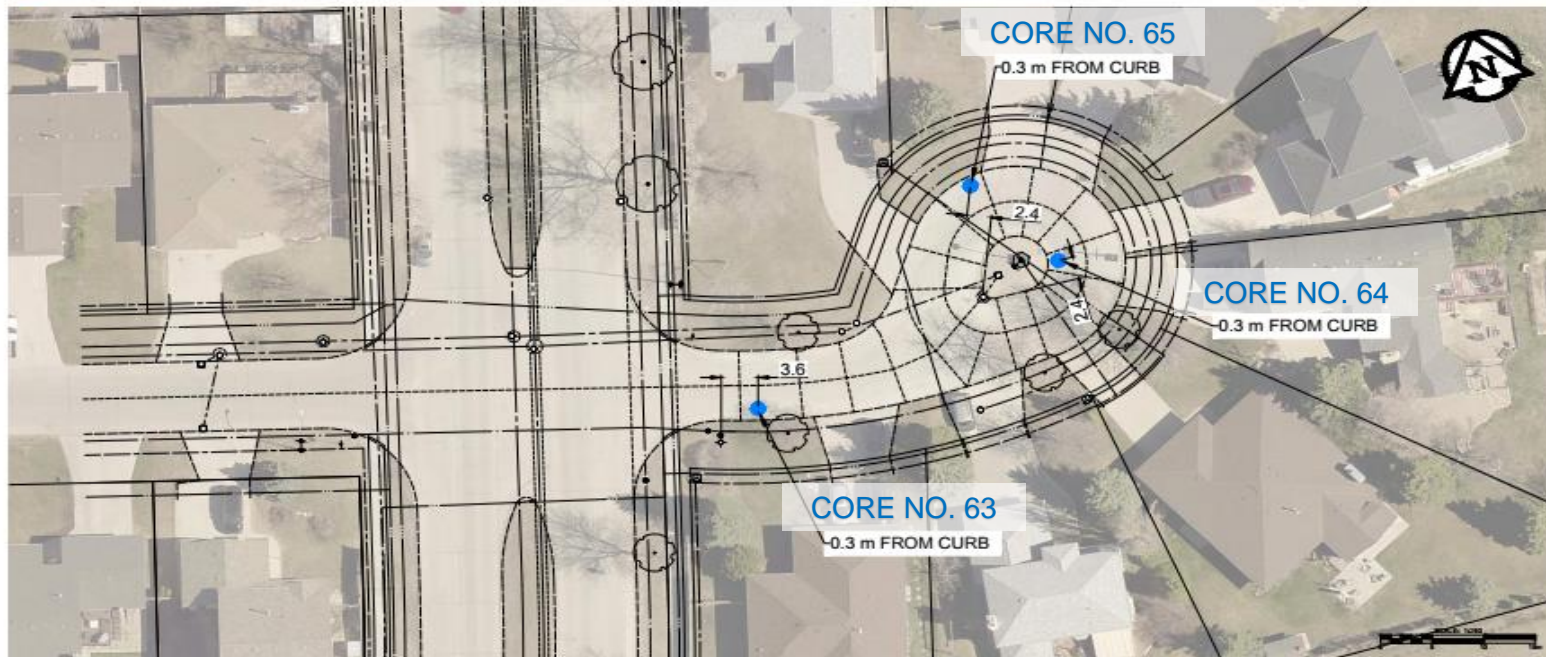 CORE NO. 65
0.3 m FROM CURB
N
2.4
CORE NO. 64
0.3 m FROM CURB
2.4
3.6
CORE NO. 63
0.3 m FROM CURB